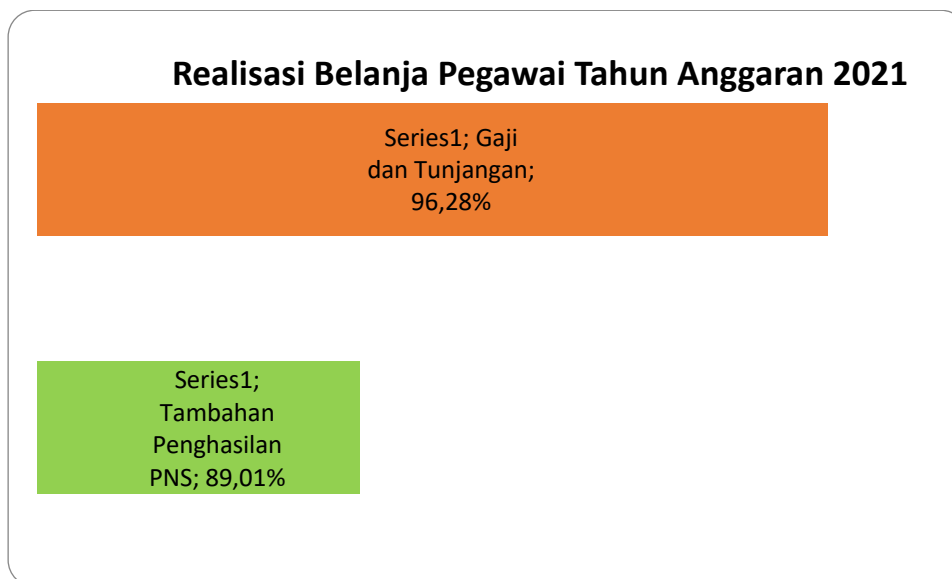 Realisasi Belanja Pegawai Tahun Anggaran 2021
Series1; Gaji
dan Tunjangan;
96,28%
Series1;
Tambahan
Penghasilan
PNS; 89,01%